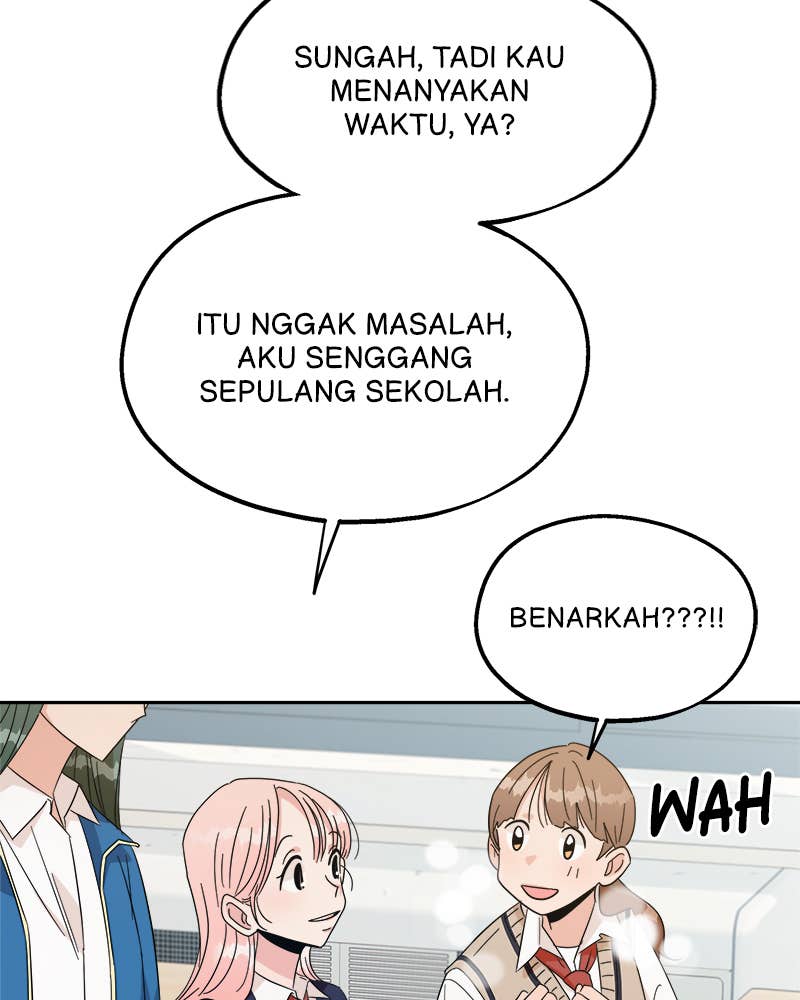 SUNGAH, TADI KAU
MENANYAKAN
WAKTU, YA?
ITU NGGAK MASALAH,
AKU SENGGANG
SEPULANG SEKOLAH.
BENARKAH???!!
WAH